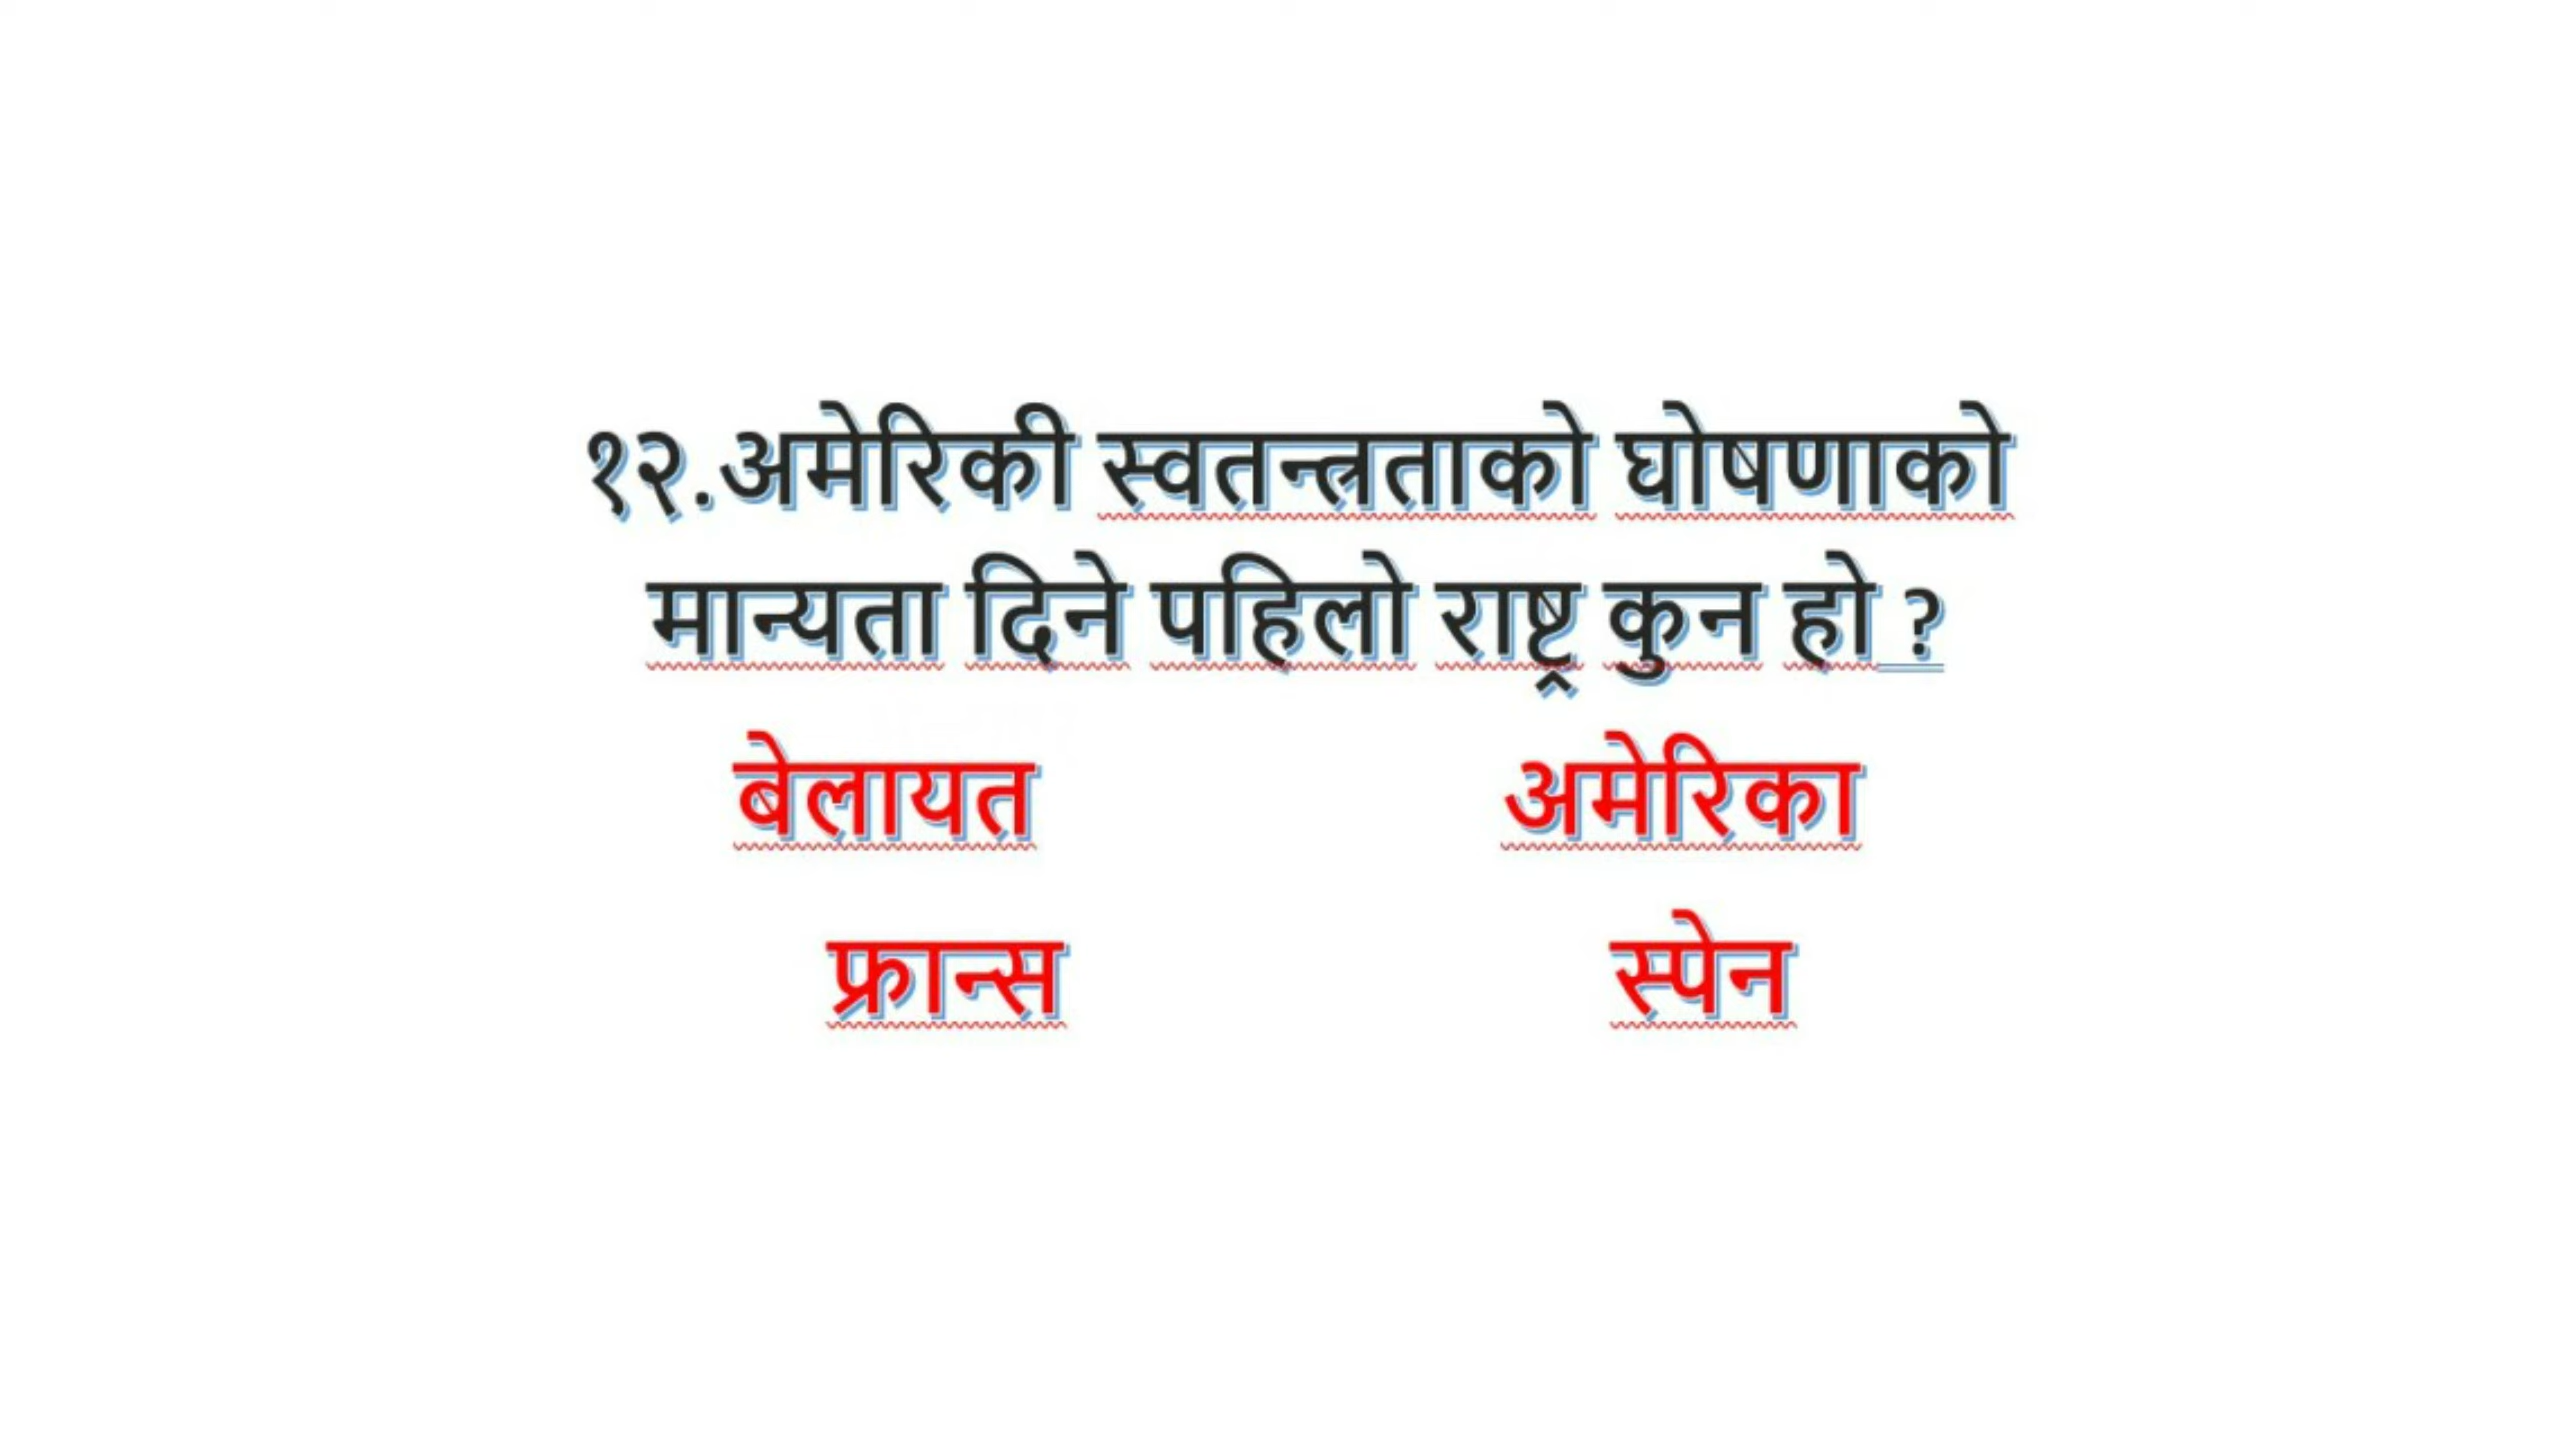 १२.अमेरिकी स्वतन्त्रताको घोषणाको
मान्यता दिने पहिलो राष्ट्र कुन हो ?
बेलायत अमेरिका
फ्रान्स स्पेन